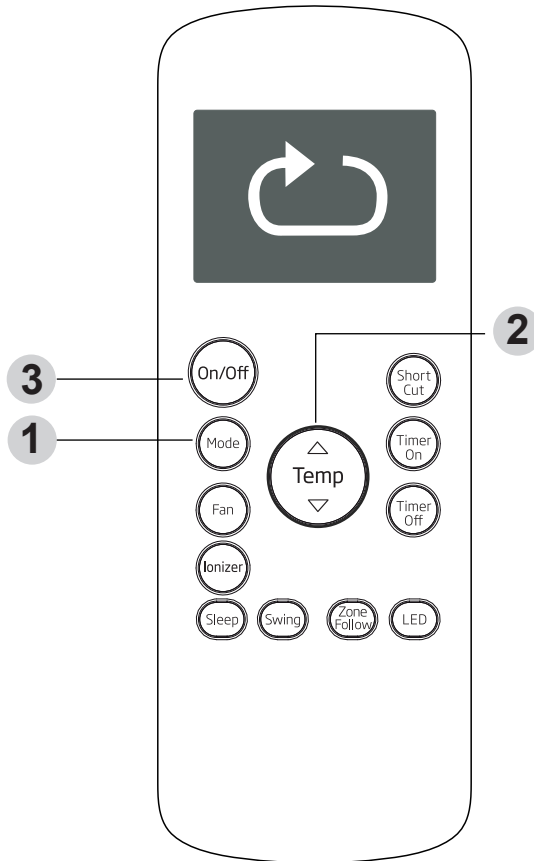 2
On/Off
3
Short
Cut
1
Mode
Temp
Timer
On
Fan
Timer
Off
Ionizer
Sleep
Swing
Zone
Follow
LED